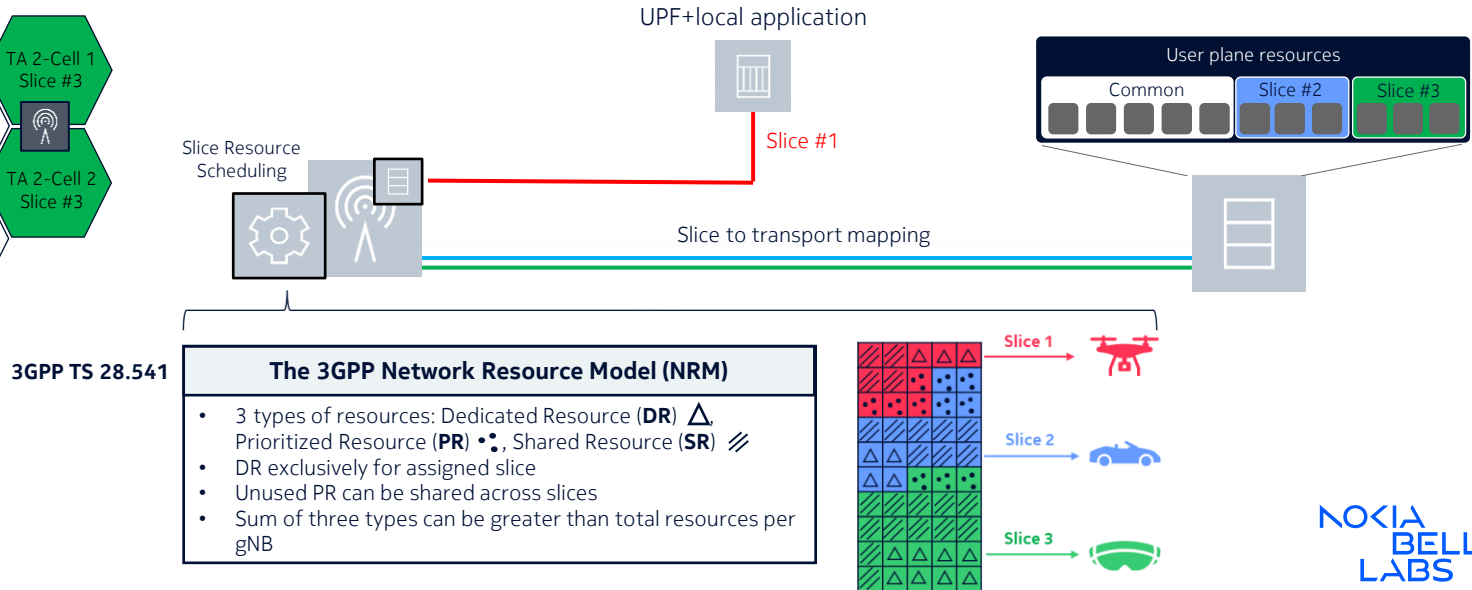 UPF+local application
TA 2-Cell 1
Slice #3
TA 2-Cell 2
Slice #3
Slice Resource
Scheduling
Slice #1
User plane resources
Common
Slice #2
Slice #3
Slice to transport mapping
3GPP TS 28.541
The 3GPP Network Resource Model (NRM)
• 3 types of resources: Dedicated Resource (DR) △,
Prioritized Resource (PR) , Shared Resource (SR)
• DR exclusively for assigned slice
• Unused PR can be shared across slices
• Sum of three types can be greater than total resources per
gNB
Slice 1
Slice 2
Slice 3
NOKIA
BELL
LABS